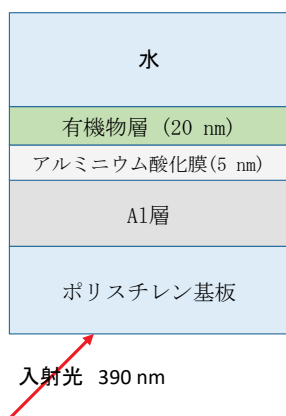 水
有機物層 (20 nm)
アルミニウム酸化膜(5 nm)
Al層
ポリスチレン基板
入射光 390 nm